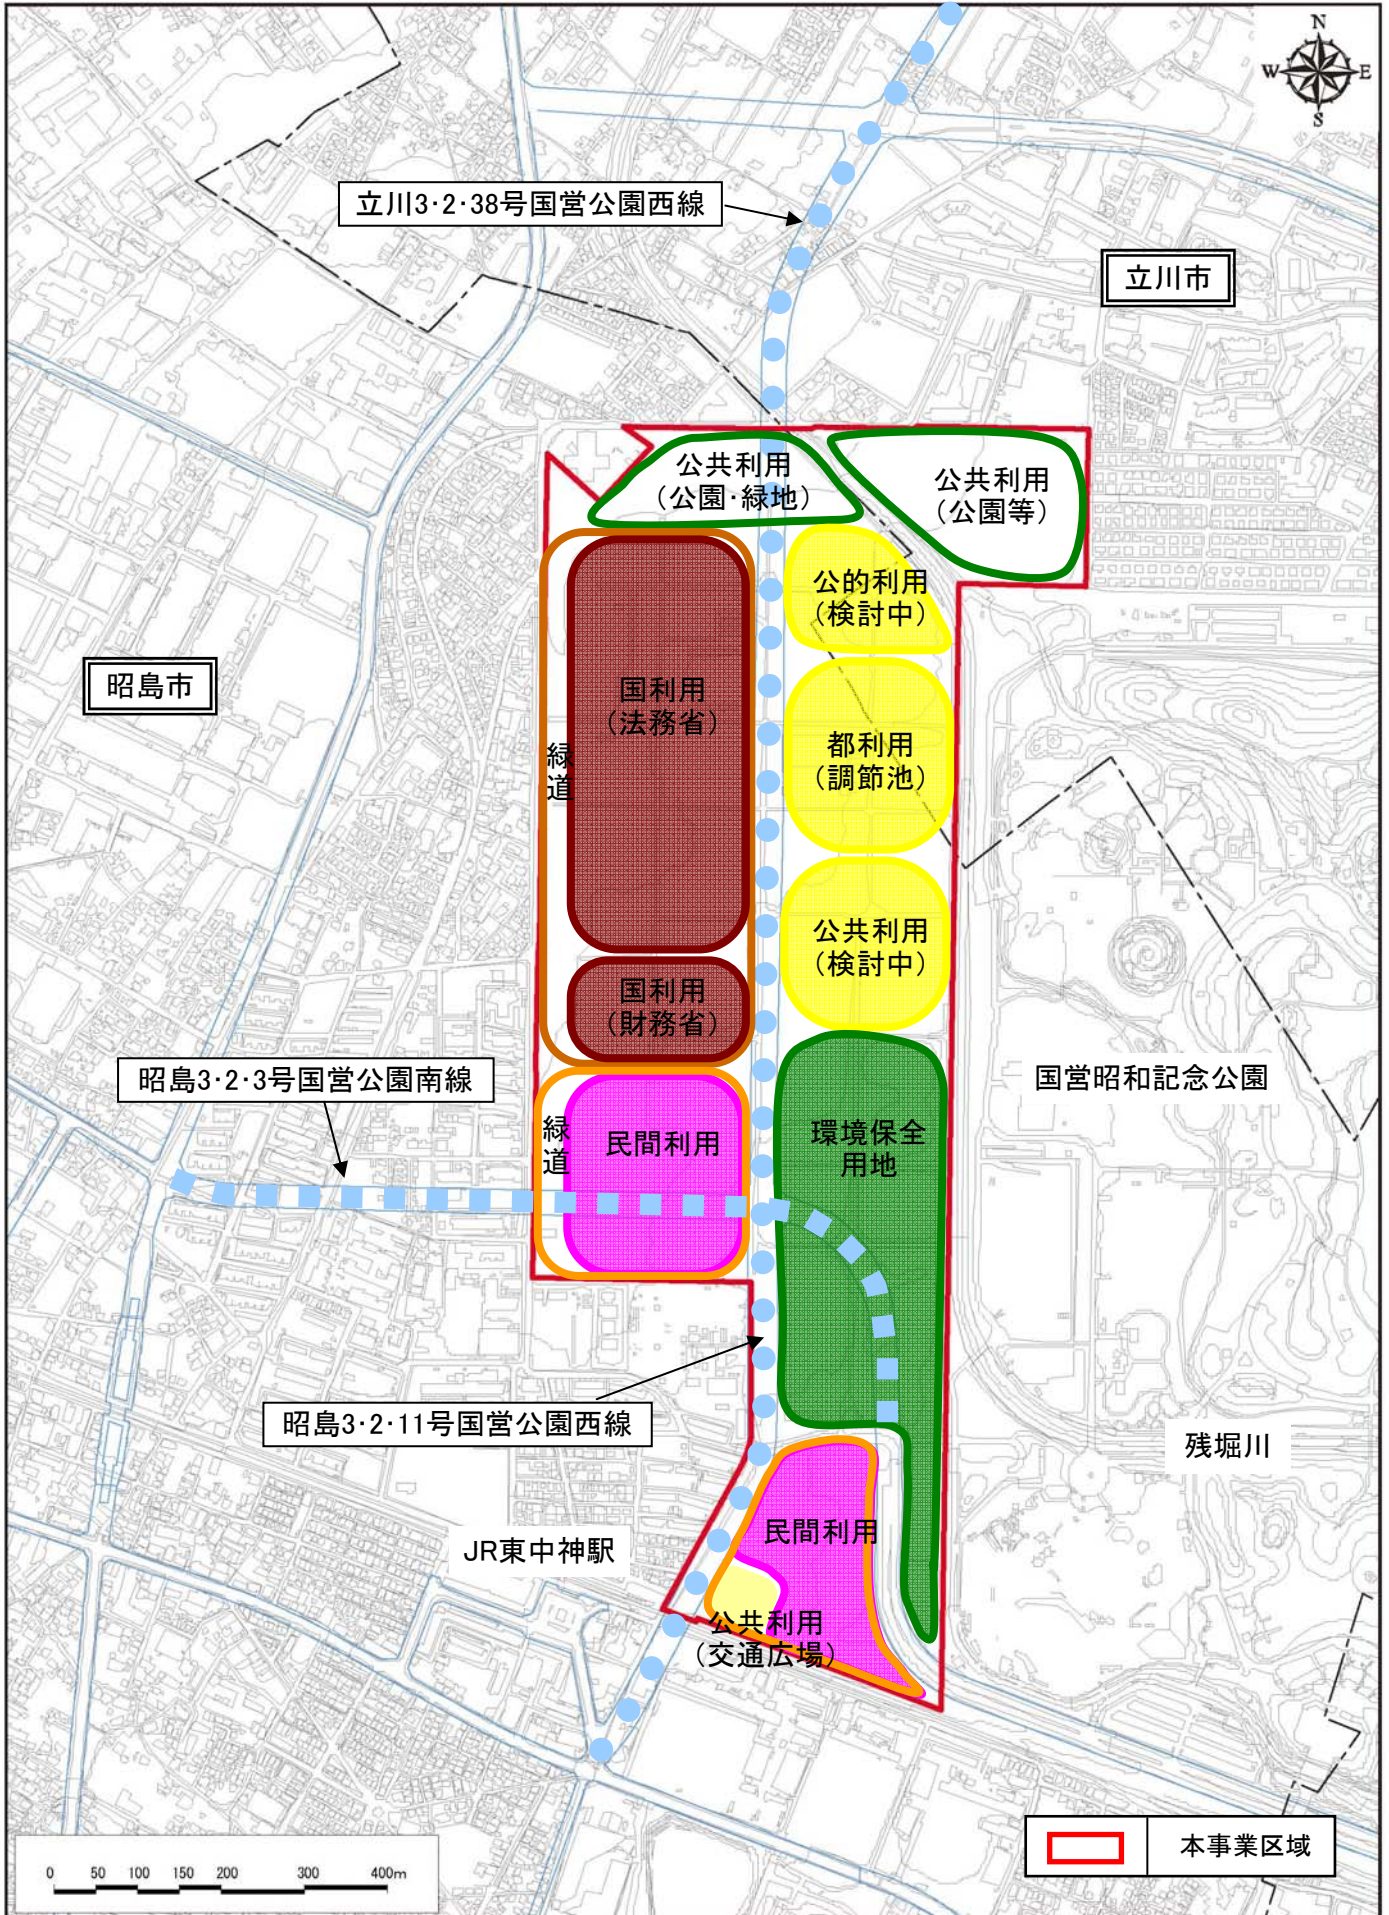 N
W
E
S
立川3・2・38号国営公園西線
立川市
公共利用
（公園・緑地）
公共利用
（公園等）
公的利用
（検討中）
昭島市
国利用
（法務省）
緑道
都利用
（調節池）
公共利用
（検討中）
国利用
（財務省）
昭島3・2・3号国営公園南線
国営昭和記念公園
緑道
民間利用
環境保全
用地
昭島3・2・11号国営公園西線
残堀川
JR東中神駅
民間利用
公共利用
（交通広場）
本事業区域
0 50 100 150 200 300 400m